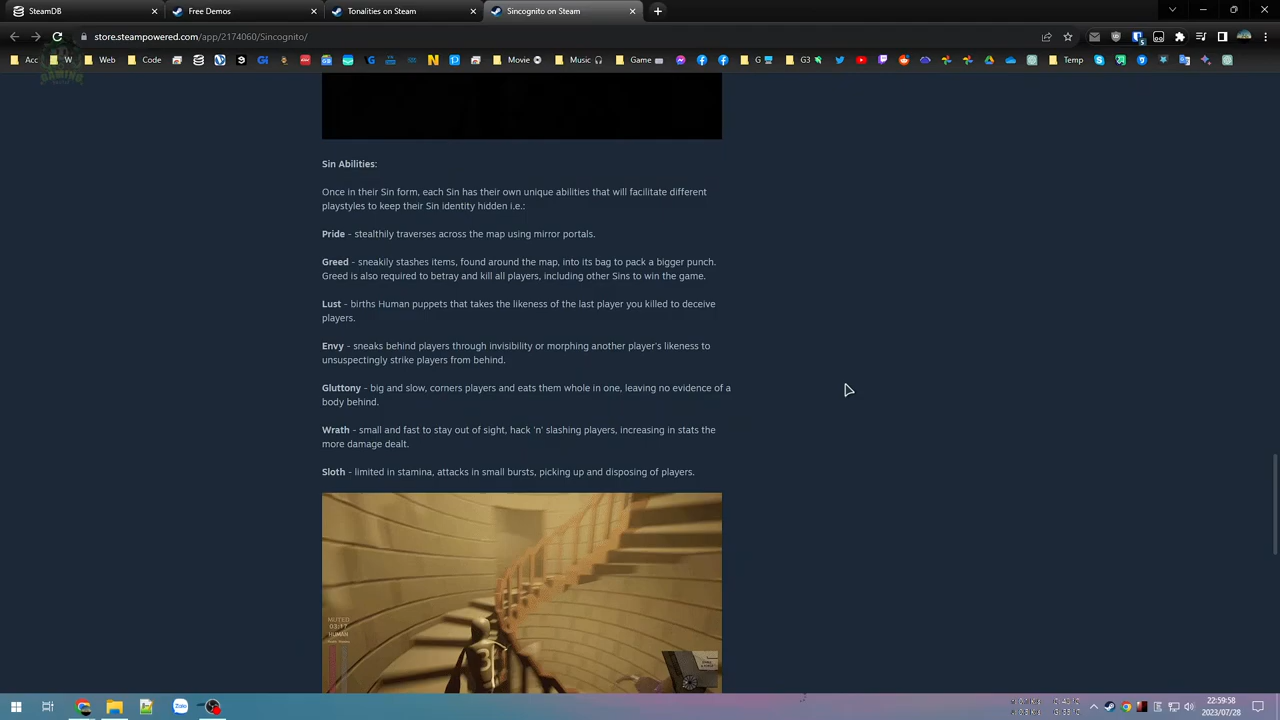 SteamDB
Free Demos
Tonalities on Steam
Sincognito on Steam
store.steampowered.com/app/2174060/Sincognito/
Work
Web
Movie
Music
Game
G3
Temp
Sin Abilities:
Once in their Sin form, each Sin has their own unique abilities that will facilitate different
playstyles to keep their Sin identity hidden i.e.:
Pride - stealthily traverses across the map using mirror portals.
Greed - sneakily stashes items, found around the map, into its bag to pack a bigger punch.
Greed is also required to betray and kill all players, including other Sins to win the game.
Lust - births Human puppets that takes the likeness of the last player you killed to deceive
players.
Envy - sneaks behind players through invisibility or morphing another player's likeness to
unsuspectingly strike players from behind.
Gluttony - big and slow, corners players and eats them whole in one, leaving no evidence of a
body behind.
Wrath - small and fast to stay out of sight, hack 'n' slashing players, increasing in stats the
more damage dealt.
Sloth - limited in stamina, attacks in small bursts, picking up and disposing of players.
MUTED
03:17
HUMAN
3
Zalo
22:59:58
2023/07/28